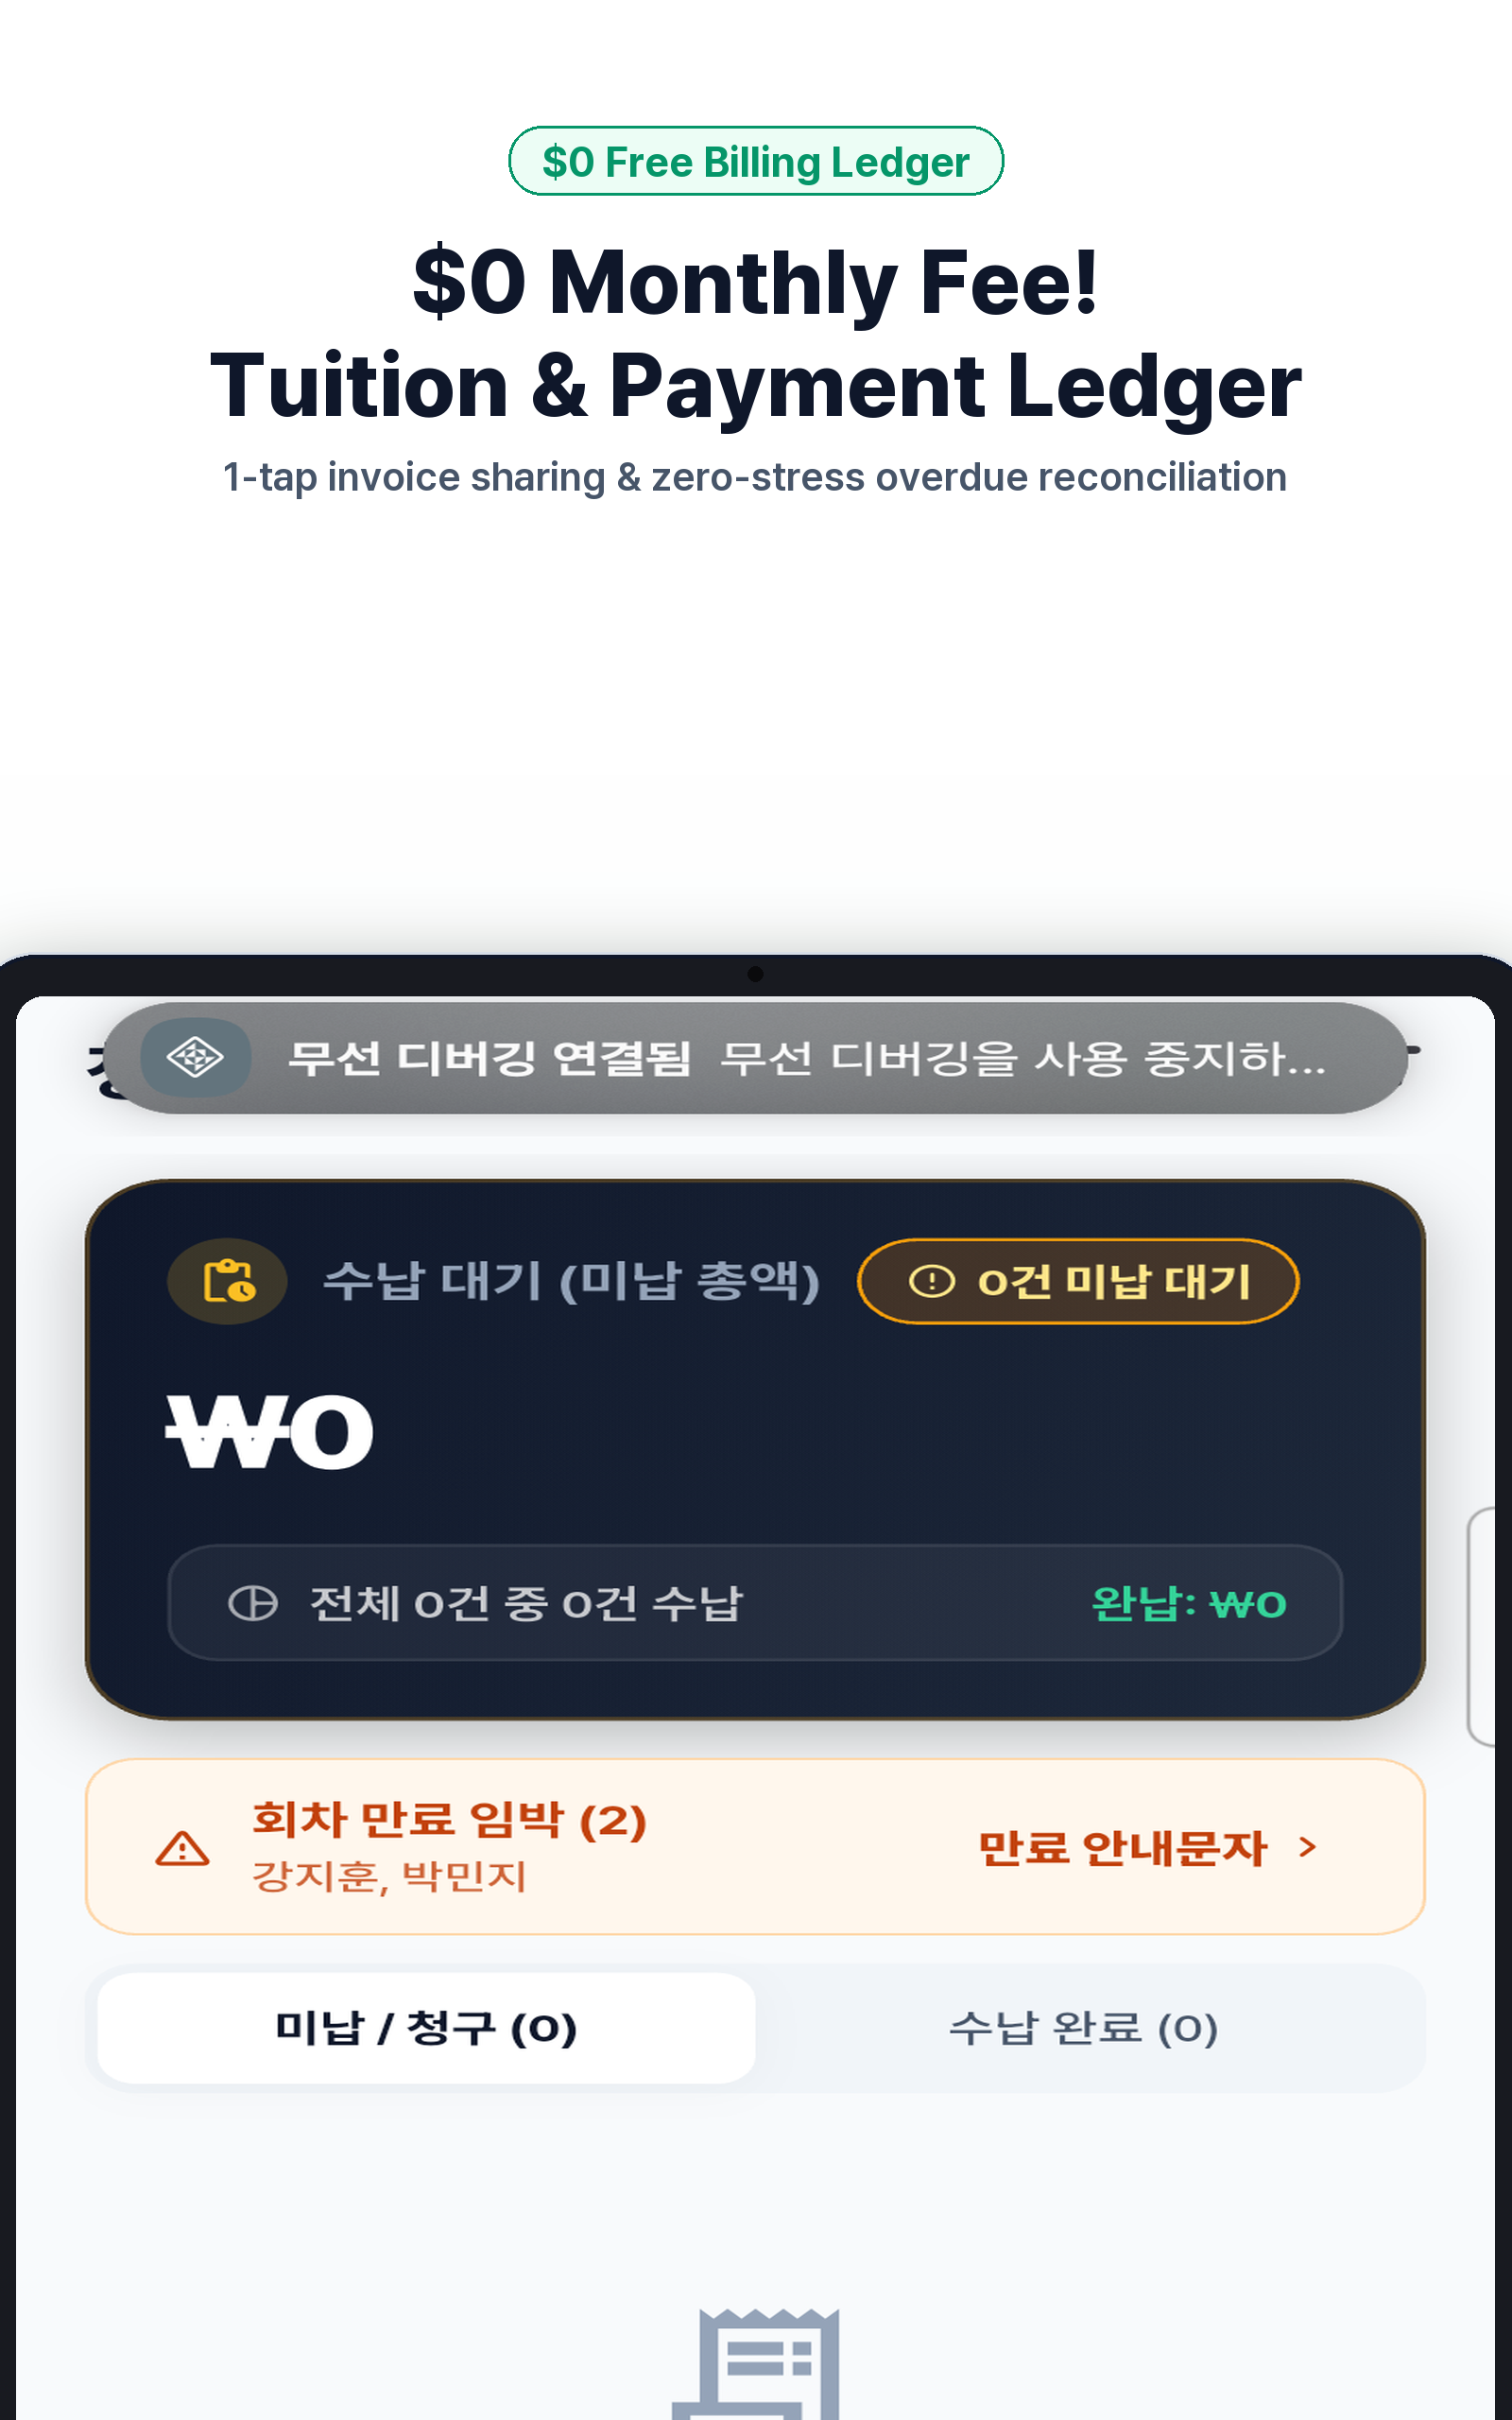 $0 Free Billing Ledger
$0 Monthly Fee!
Tuition & Payment Ledger
1-tap invoice sharing & zero-stress overdue reconciliation
무선 디버깅 연결됨 무선 디버깅을 사용 중지하...
수납 대기 (미납 총액)
0건 미납 대기
₩0
전체 0건 중 0건 수납
완납: ₩0
회차 만료 임박 (2)
강지훈, 박민지
만료 안내문자 >
미납 / 청구 (0)
수납 완료 (0)